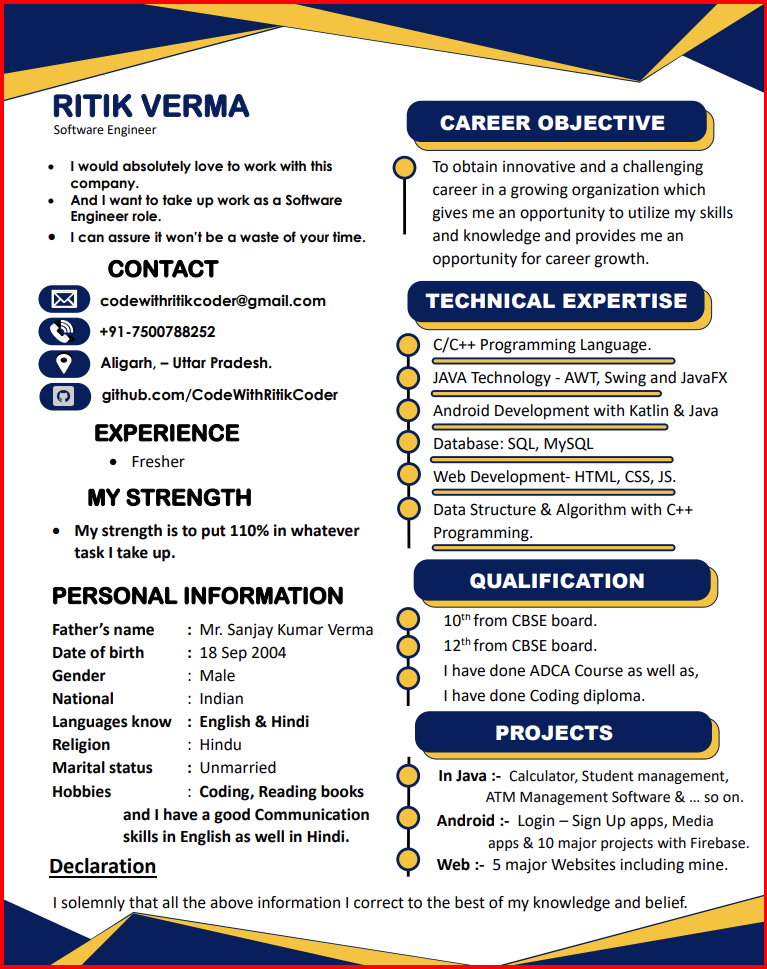 RITIK VERMA
Software Engineer
• I would absolutely love to work with this
company.
• And I want to take up work as a Software
Engineer role.
• I can assure it won't be a waste of your time.
CONTACT
codewithritikcoder@gmail.com
+91-7500788252
Aligarh, – Uttar Pradesh.
github.com/CodeWithRitikCoder
EXPERIENCE
• Fresher
MY STRENGTH
• My strength is to put 110% in whatever
task I take up.
PERSONAL INFORMATION
Father's name : Mr. Sanjay Kumar Verma
Date of birth : 18 Sep 2004
Gender : Male
National : Indian
Languages know : English & Hindi
Religion : Hindu
Marital status : Unmarried
Hobbies : Coding, Reading books
and I have a good Communication
skills in English as well in Hindi.
CAREER OBJECTIVE
To obtain innovative and a challenging
career in a growing organization which
gives me an opportunity to utilize my skills
and knowledge and provides me an
opportunity for career growth.
TECHNICAL EXPERTISE
C/C++ Programming Language.
JAVA Technology - AWT, Swing and JavaFX
Android Development with Katlin & Java
Database: SQL, MySQL
Web Development- HTML, CSS, JS.
Data Structure & Algorithm with C++
Programming.
QUALIFICATION
10th from CBSE board.
12th from CBSE board.
I have done ADCA Course as well as,
I have done Coding diploma.
PROJECTS
In Java :- Calculator, Student management,
ATM Management Software & … so on.
Android :- Login – Sign Up apps, Media
apps & 10 major projects with Firebase.
Web :- 5 major Websites including mine.
Declaration
I solemnly that all the above information I correct to the best of my knowledge and belief.